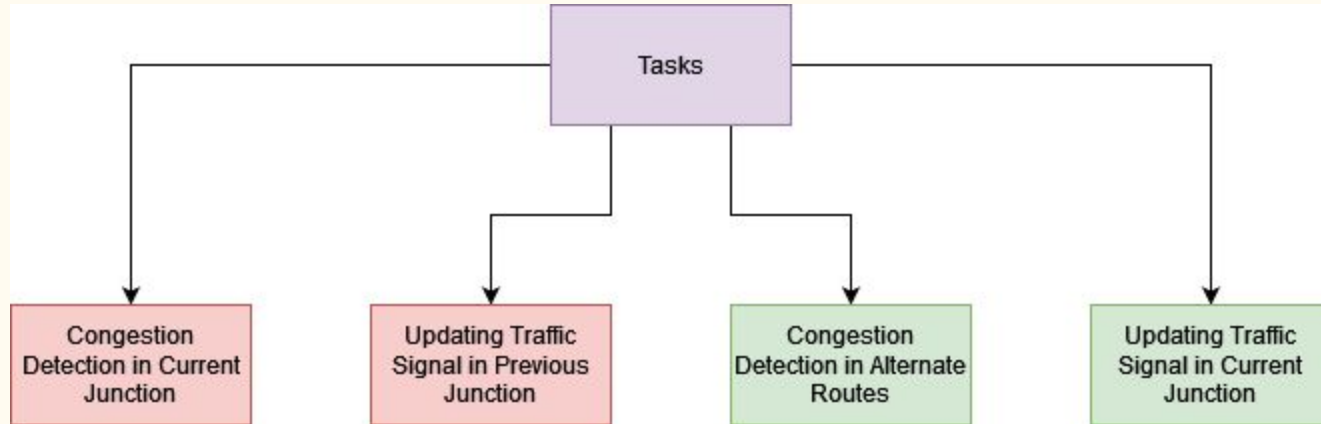 Tasks
Congestion
Detection in Current
Junction
Updating Traffic
Signal in Previous
Junction
Congestion
Detection in Alternate
Routes
Updating Traffic
Signal in Current
Junction